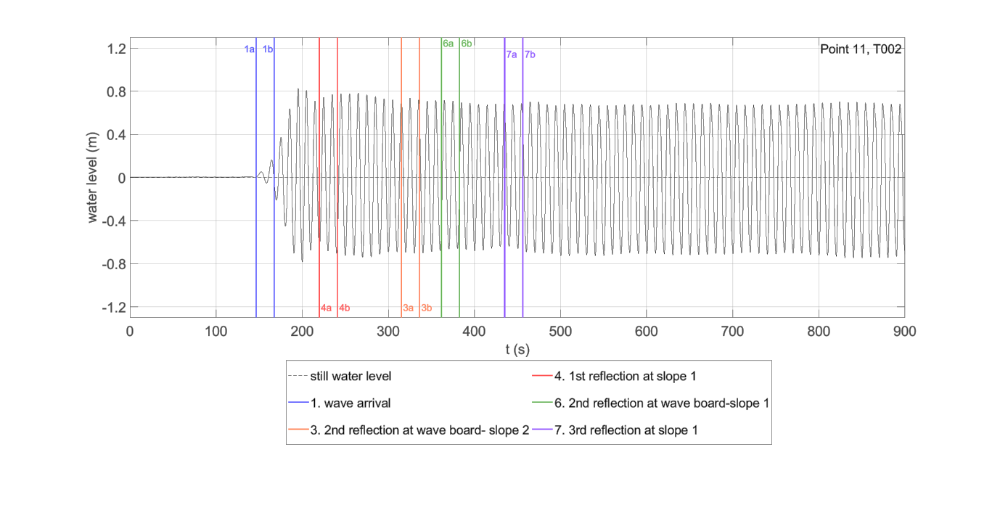 1.2
0.8
0.4
0
-0.4
-0.8
-1.2
water level (m)
1a
1b
6a
6b
7a
7b
Point 11, T002
4a
4b
3a
3b
0 100 200 300 400 500 600 700 800 900
t (s)
still water level
1. wave arrival
3. 2nd reflection at wave board- slope 2
4. 1st reflection at slope 1
6. 2nd reflection at wave board-slope 1
7. 3rd reflection at slope 1